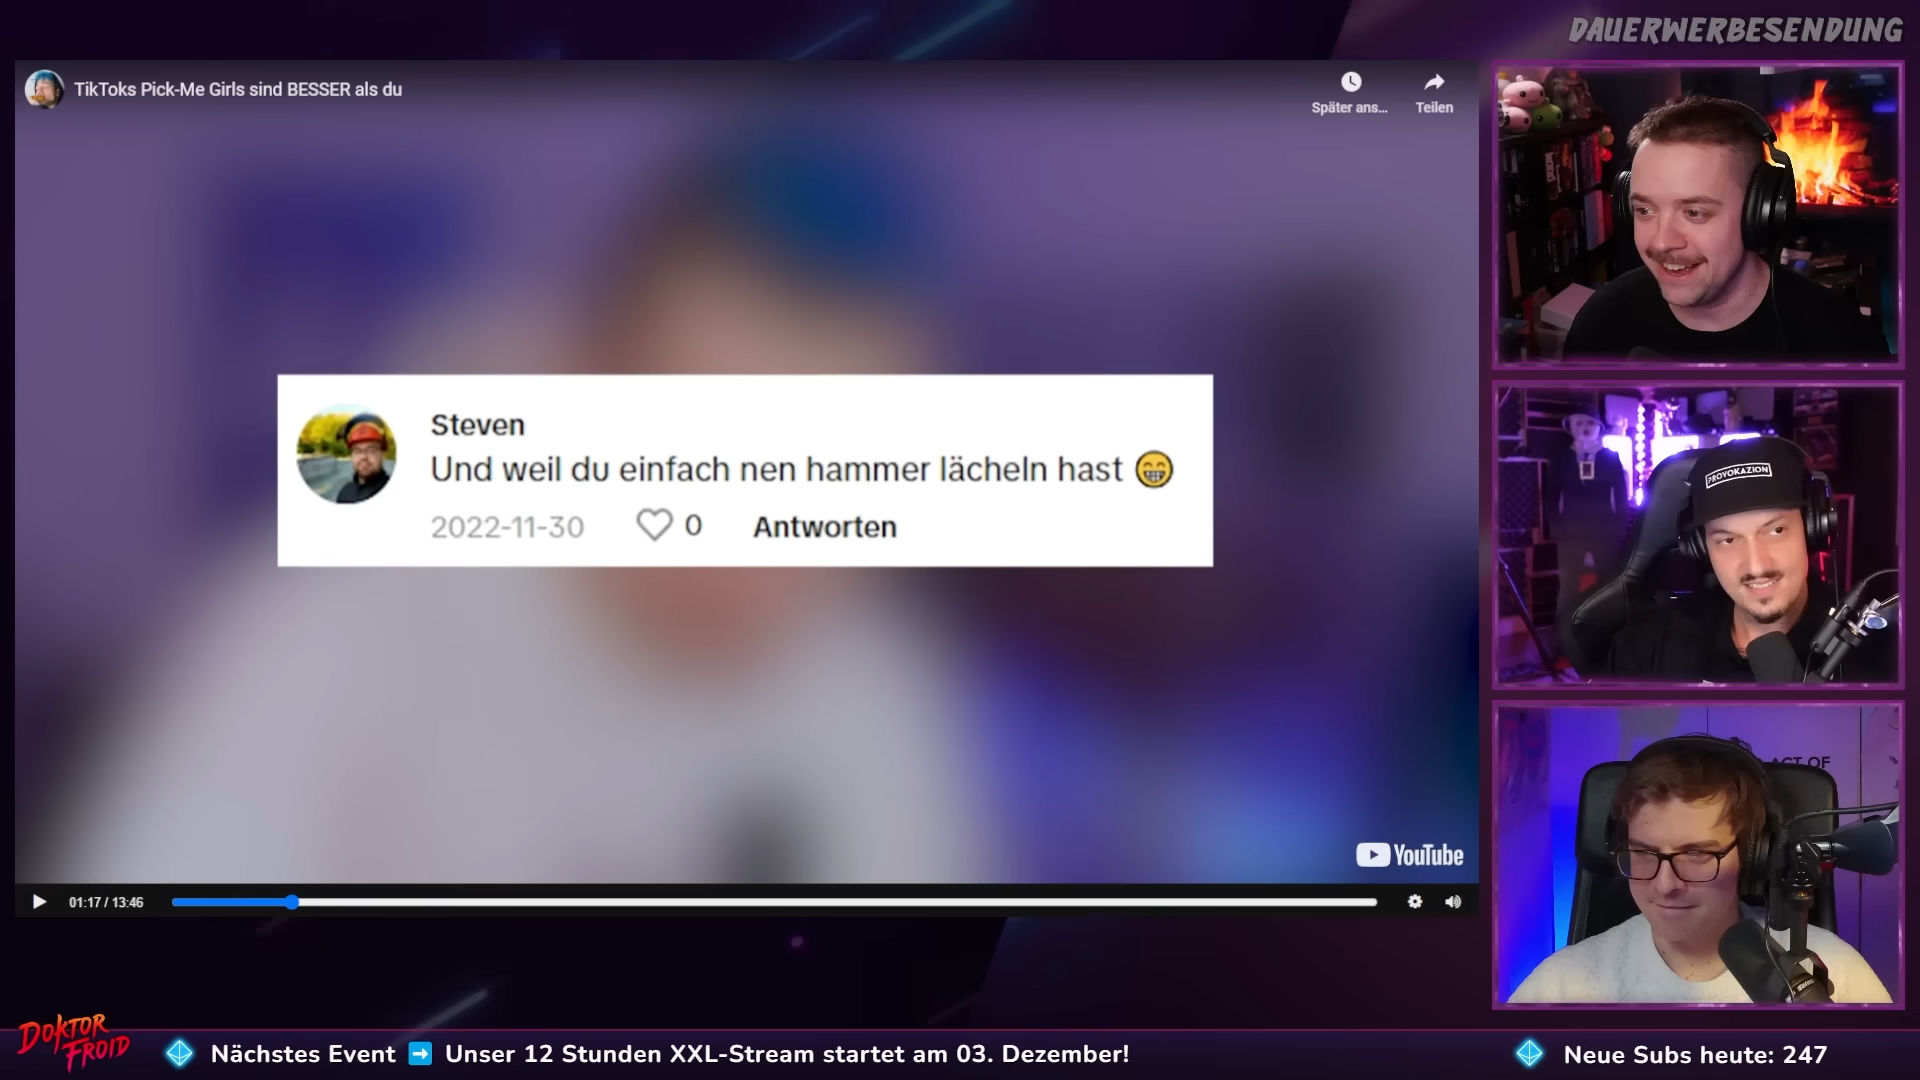 DAUERWERBESENDUNG
TikToks Pick-Me Girls sind BESSER als du
Später ans...
Teilen
Steven
Und weil du einfach nen hammer lächeln hast 😁
2022-11-30 0 Antworten
YouTube
01:17 / 13:46
PROVOKAZION
ACT OF
DOKTOR
FROID
Nächstes Event ➡️ Unser 12 Stunden XXL-Stream startet am 03. Dezember!
Neue Subs heute: 247